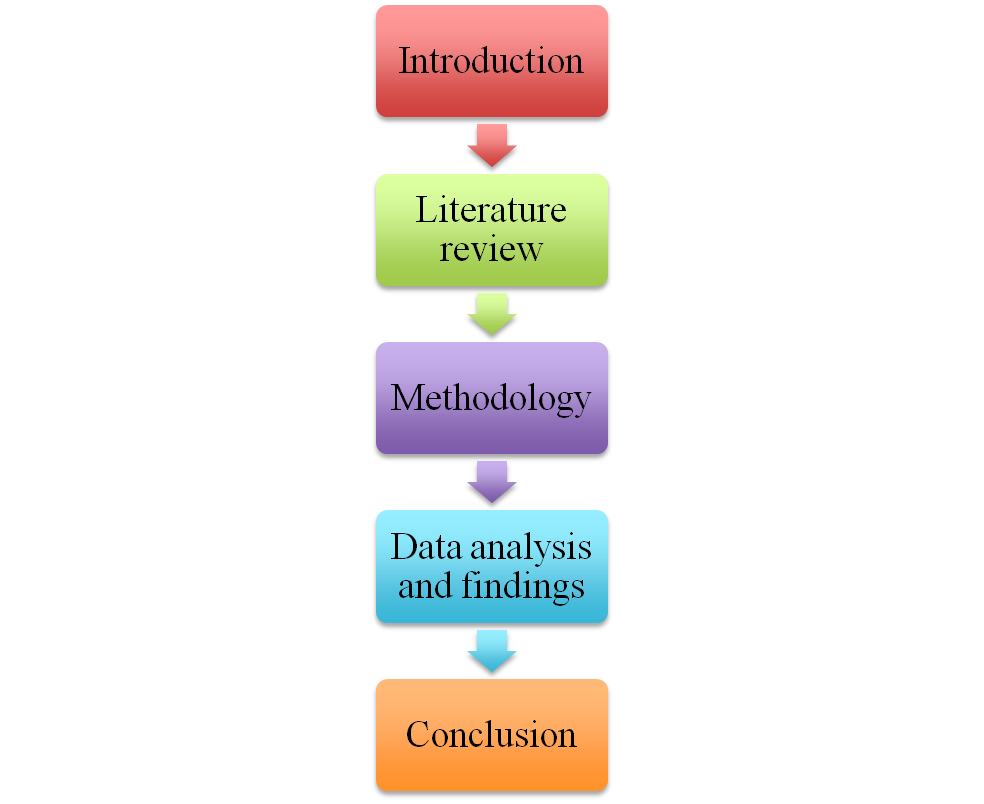 Introduction
Literature
review
Methodology
Data analysis
and findings
Conclusion